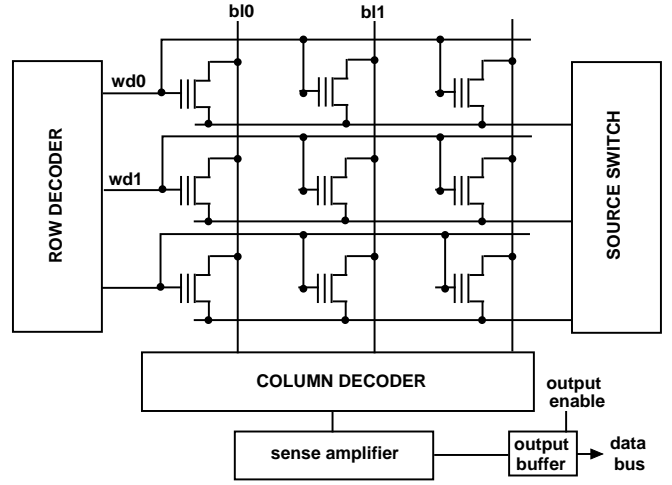 bl0
bl1
wd0
wd1
ROW DECODER
SOURCE SWITCH
COLUMN DECODER
output
enable
sense amplifier
output
buffer
data
bus